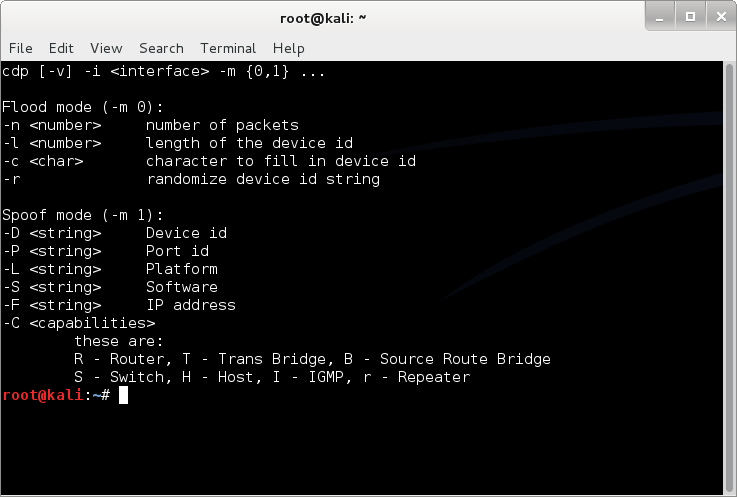 root@kali: ~
File Edit View Search Terminal Help
cdp [-v] -i <interface> -m {0,1} ...
Flood mode (-m 0):
-n <number>     number of packets
-l <number>     length of the device id
-c <char>       character to fill in device id
-r              randomize device id string
Spoof mode (-m 1):
-D <string>     Device id
-P <string>     Port id
-L <string>     Platform
-S <string>     Software
-F <string>     IP address
-C <capabilities>
        these are:
        R - Router, T - Trans Bridge, B - Source Route Bridge
        S - Switch, H - Host, I - IGMP, r - Repeater
root@kali:~#